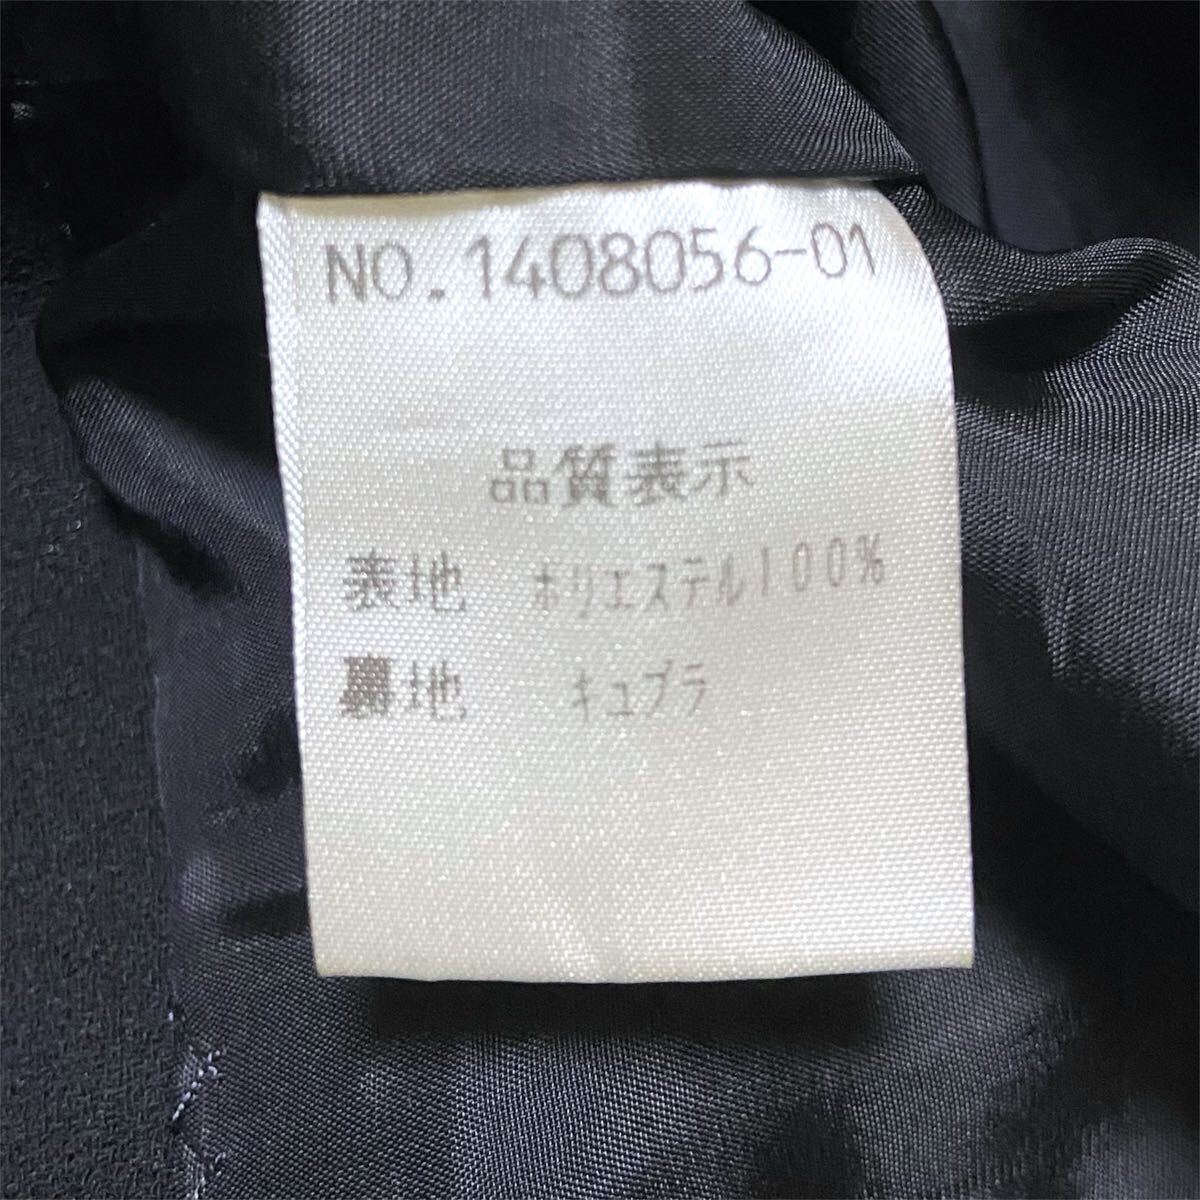 NO.1408056-01
品質表示
表地 ポリエステル100%
裏地 キュプラ